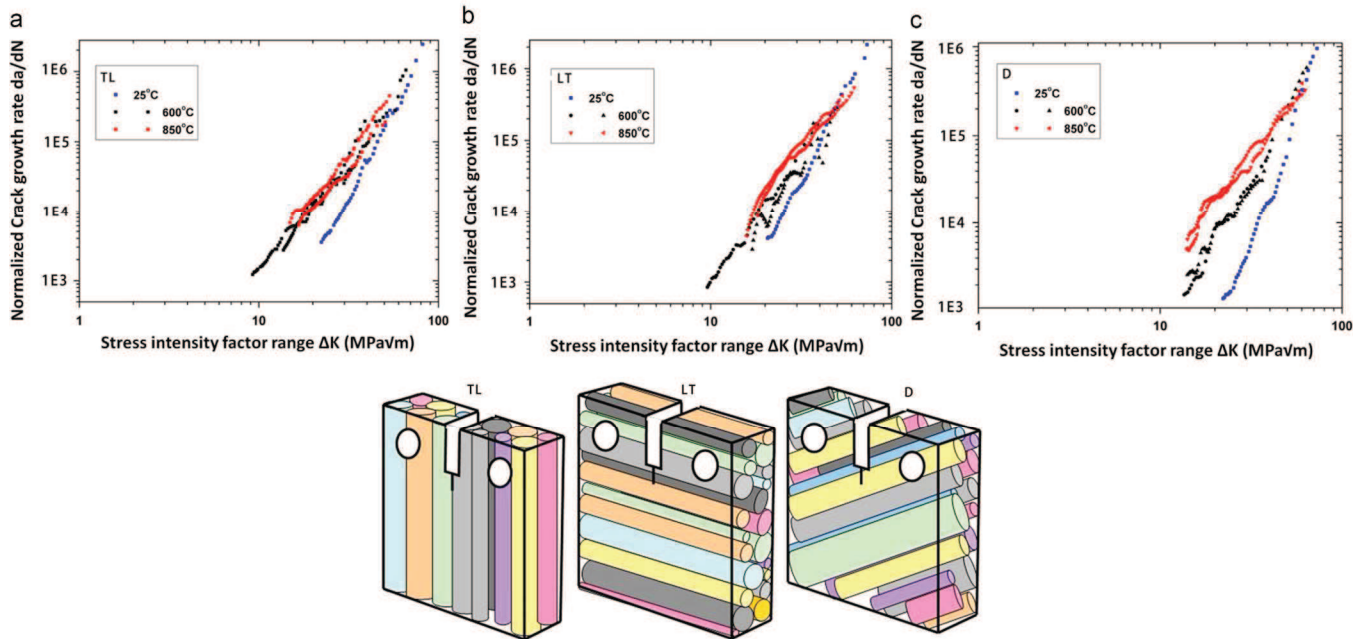 a
Normalized Crack growth rate da/dN
1E6
1E5
1E4
1E3
TL
25°C
600°C
850°C
1
10
100
Stress intensity factor range ΔK (MPa√m)
b
Normalized Crack growth rate da/dN
1E6
1E5
1E4
1E3
LT
25°C
600°C
850°C
1
10
100
Stress intensity factor range ΔK (MPa√m)
c
Normalized Crack growth rate da/dN
1E6
1E5
1E4
1E3
D
25°C
600°C
850°C
1
10
100
Stress intensity factor range ΔK (MPa√m)
TL
LT
D